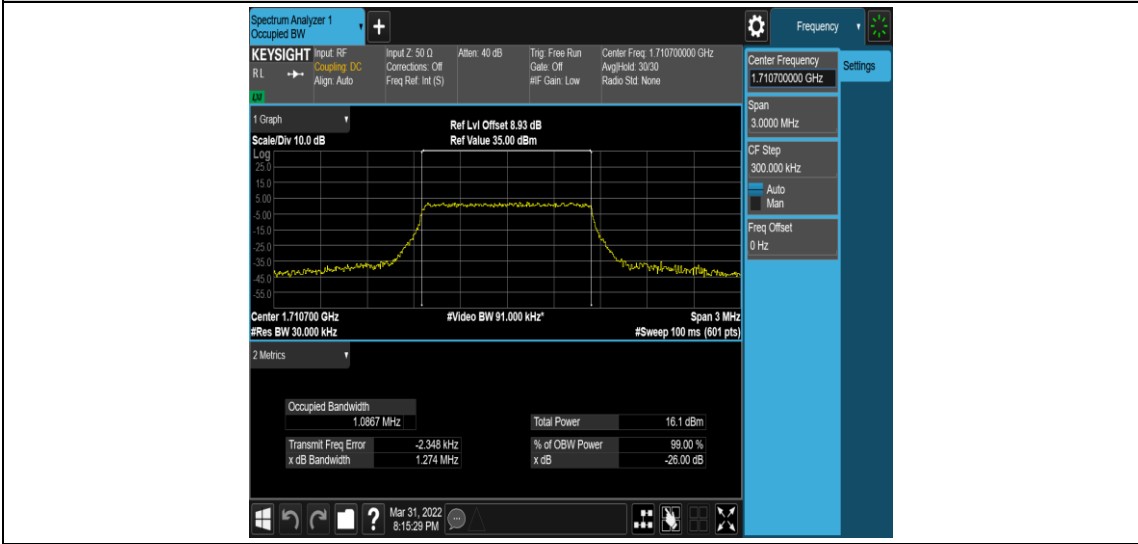 Spectrum Analyzer 1
Occupied BW
+
Frequency
KEYSIGHT Input: RF Input Z: 50 Ω Atten: 40 dB Trig: Free Run Center Freq: 1.710700000 GHz
RL Coupling: DC Corrections: Off Gate: Off Avg|Hold: 30/30
Align: Auto Freq Ref: Int (S) #IF Gain: Low Radio Std: None
Center Frequency
1.710700000 GHz
Settings
Span
3.0000 MHz
CF Step
300.000 kHz
Auto
Man
Freq Offset
0 Hz
1 Graph
Ref Lvl Offset 8.93 dB
Scale/Div 10.0 dB Ref Value 35.00 dBm
Log
25.0
15.0
5.00
-5.00
-15.0
-25.0
-35.0
-45.0
-55.0
Center 1.710700 GHz #Video BW 91.000 kHz* Span 3 MHz
#Res BW 30.000 kHz #Sweep 100 ms (601 pts)
2 Metrics
Occupied Bandwidth
1.0867 MHz Total Power 16.1 dBm
Transmit Freq Error -2.348 kHz % of OBW Power 99.00 %
x dB Bandwidth 1.274 MHz x dB -26.00 dB
? Mar 31, 2022
8:15:29 PM